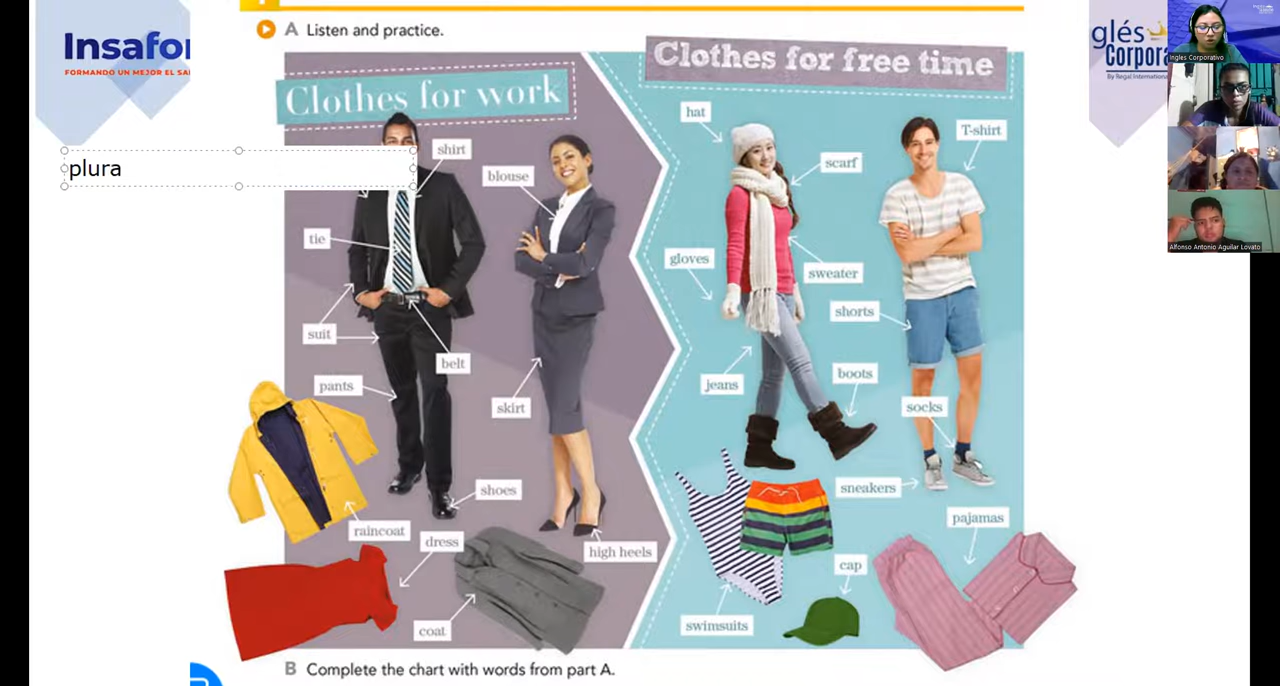 Insafor
FORMANDO UN MEJOR EL SA
A Listen and practice.
glés
Corpora
By Regal Internationa
Ingles Corporativo
Clothes for work
Clothes for free time
plura
shirt
blouse
tie
suit
belt
pants
skirt
shoes
raincoat
dress
high heels
coat
hat
T-shirt
scarf
gloves
sweater
shorts
jeans
boots
socks
sneakers
pajamas
cap
swimsuits
Alfonso Antonio Aguilar Lovato
B Complete the chart with words from part A.